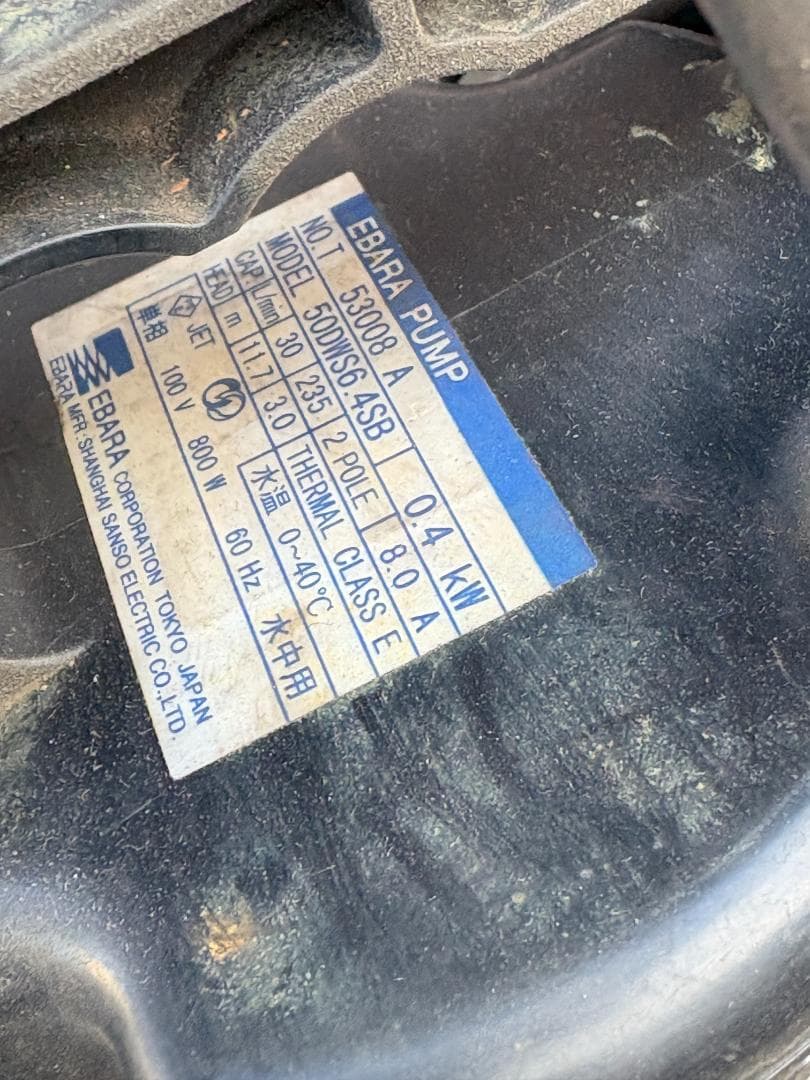 EBARA PUMP
NO.T 53008 A
MODEL 50DWS6.4SB 0.4 kW
CAP. L/min 30 235 2 POLE 8.0 A
HEAD m 11.7 3.0 THERMAL CLASS E
PS E JET 水温 0~40℃
単相 100 V 800 W 60 Hz 水中用
EBARA CORPORATION TOKYO, JAPAN
EBARA MFR.:SHANGHAI SANSO ELECTRIC CO.,LTD.